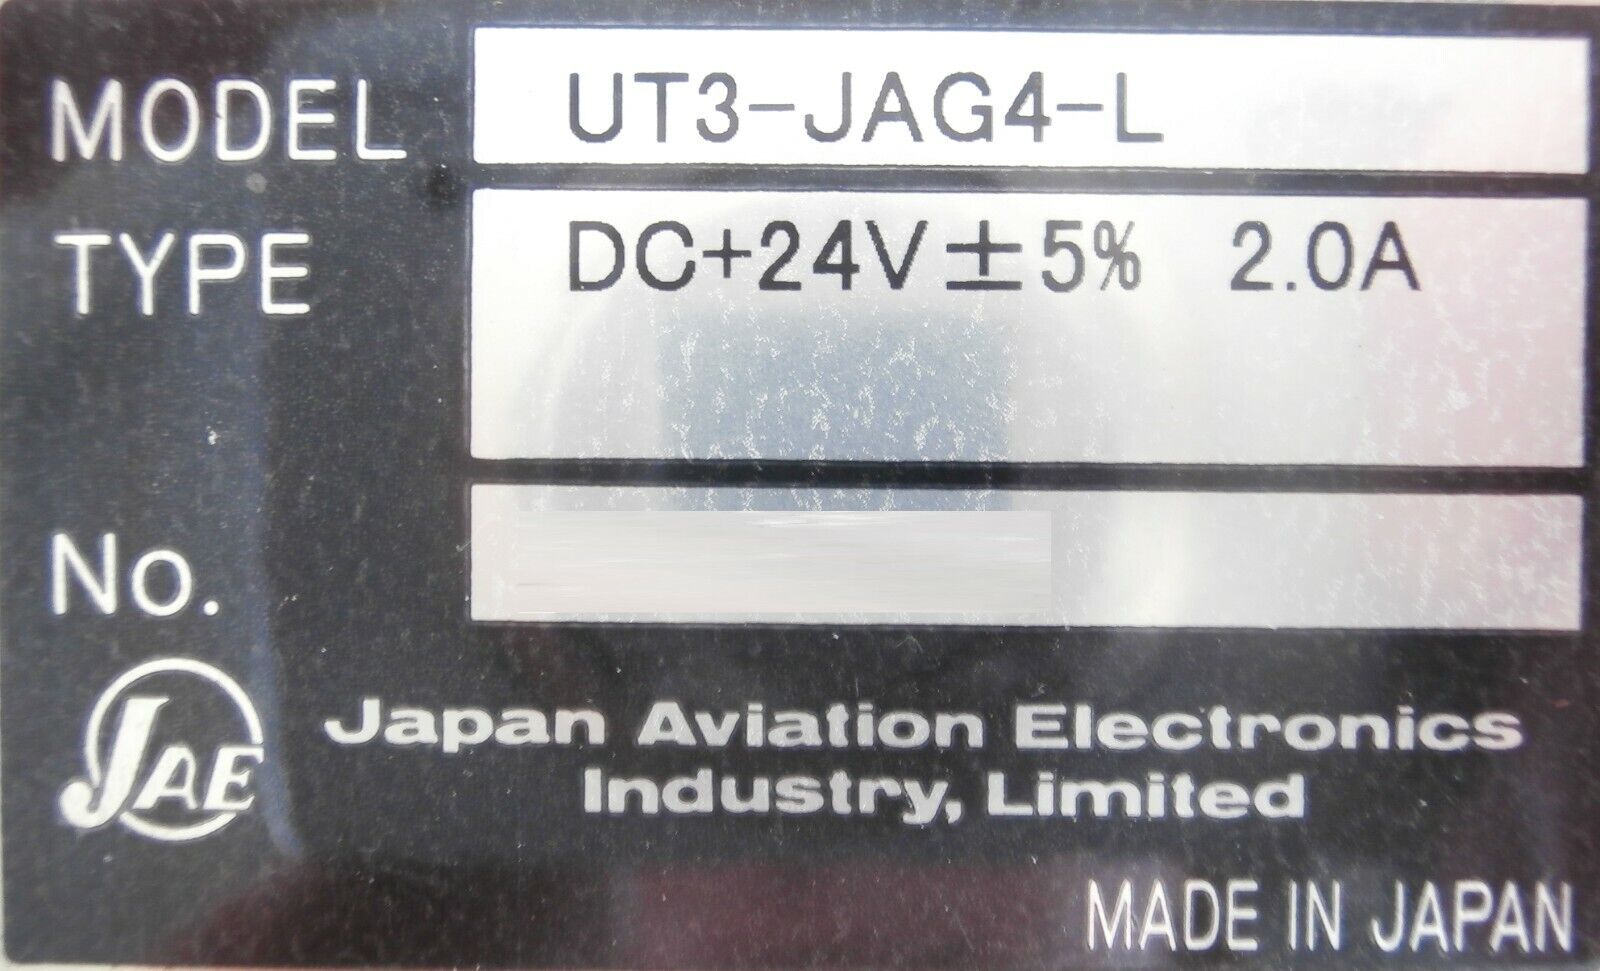 MODEL UT3-JAG4-L
TYPE DC+24V±5% 2.0A
No.
JAE
Japan Aviation Electronics
Industry, Limited
MADE IN JAPAN